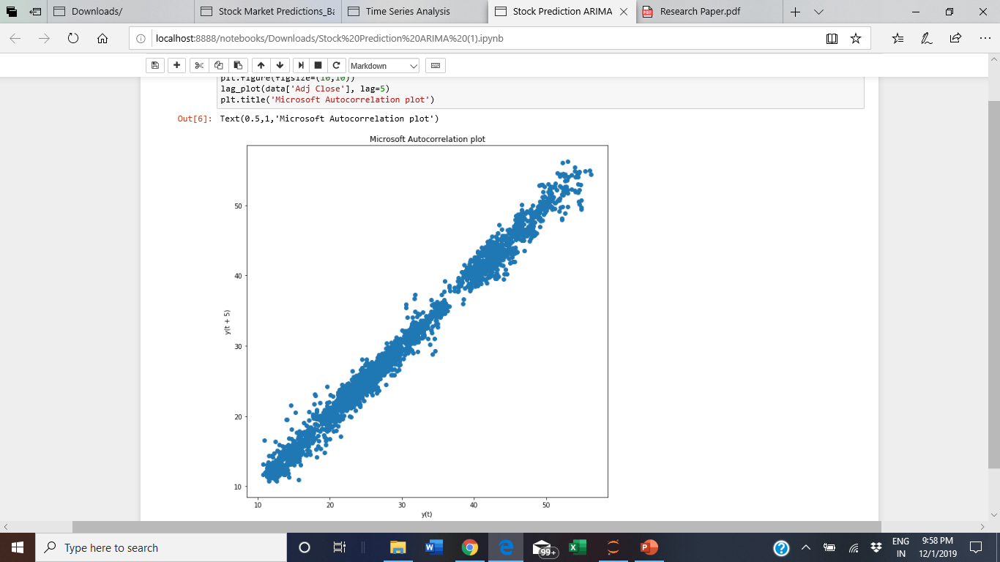 Downloads/
Stock Market Predictions_Ba
Time Series Analysis
Stock Prediction ARIMA
PDF
Research Paper.pdf
localhost:8888/notebooks/Downloads/Stock%20Prediction%20ARIMA%20(1).ipynb
Markdown
plt.figure(figsize=(10,10))
lag_plot(data['Adj Close'], lag=5)
plt.title('Microsoft Autocorrelation plot')
Out[6]: Text(0.5,1,'Microsoft Autocorrelation plot')
Microsoft Autocorrelation plot
50
40
y(t + 5)
30
20
10
10 20 30 40 50
y(t)
Type here to search
99+
ENG 9:58 PM
IN 12/1/2019